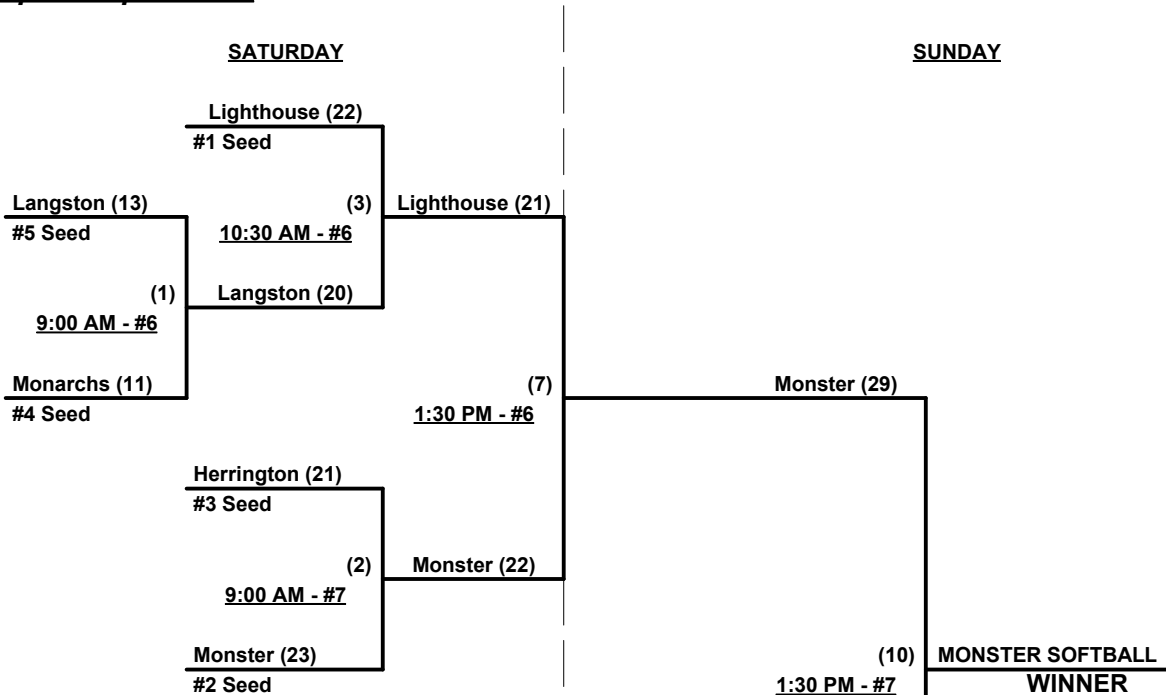 SATURDAY
SUNDAY
Lighthouse (22)
#1 Seed
Langston (13)
(3)
Lighthouse (21)
#5 Seed
10:30 AM - #6
(1)
Langston (20)
9:00 AM - #6
Monarchs (11)
(7)
Monster (29)
#4 Seed
1:30 PM - #6
Herrington (21)
#3 Seed
(2)
Monster (22)
9:00 AM - #7
Monster (23)
(10)
MONSTER SOFTBALL
#2 Seed
1:30 PM - #7
WINNER